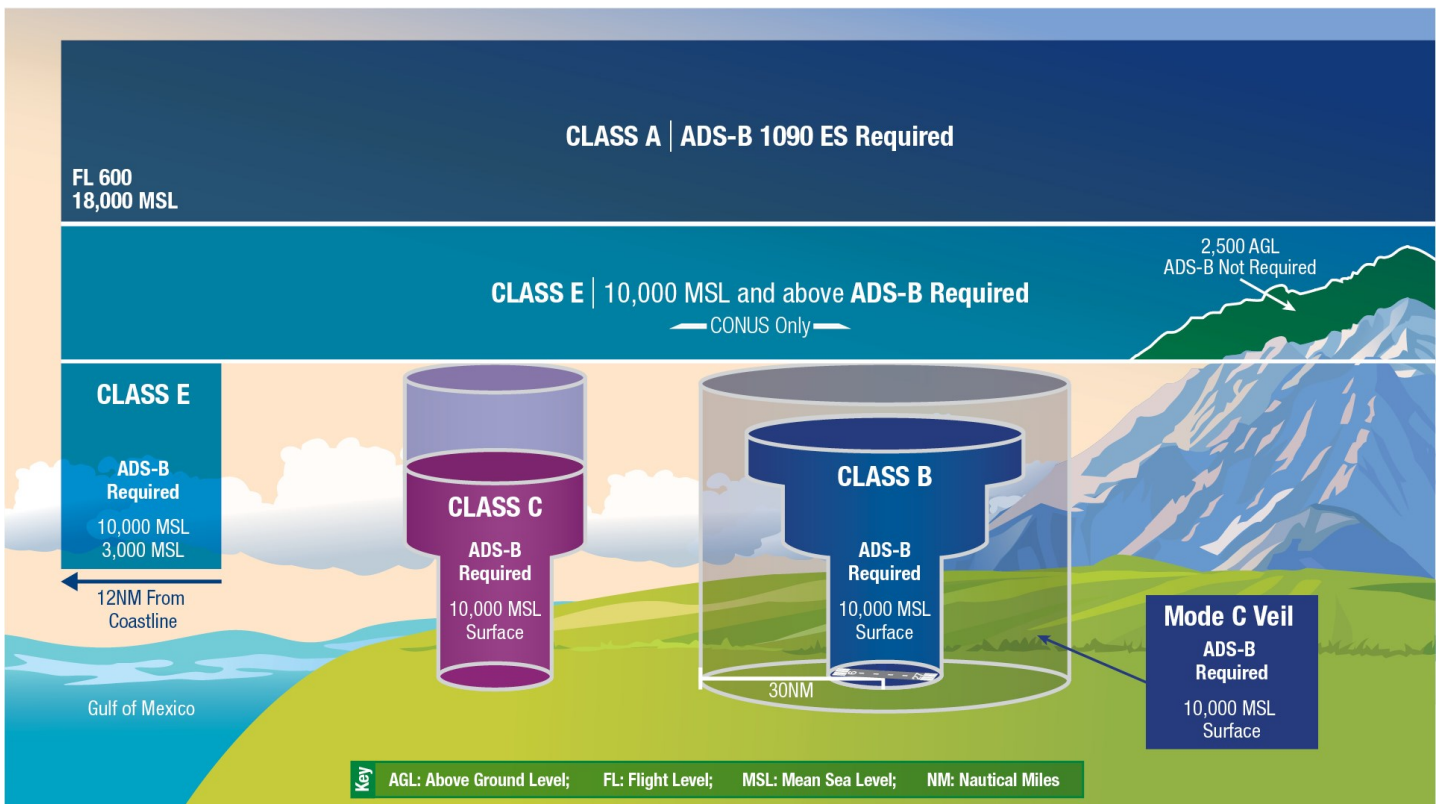 CLASS A | ADS-B 1090 ES Required
FL 600
18,000 MSL
2,500 AGL
ADS-B Not Required
CLASS E | 10,000 MSL and above ADS-B Required
CONUS Only
CLASS E
ADS-B
Required
10,000 MSL
3,000 MSL
12NM From
Coastline
Gulf of Mexico
CLASS C
ADS-B
Required
10,000 MSL
Surface
CLASS B
ADS-B
Required
10,000 MSL
Surface
30NM
Mode C Veil
ADS-B
Required
10,000 MSL
Surface
Key
AGL: Above Ground Level; FL: Flight Level; MSL: Mean Sea Level; NM: Nautical Miles